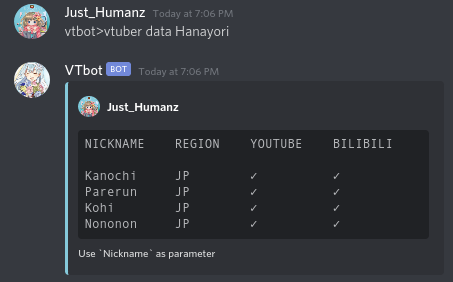 Just_Humanz Today at 7:06 PM
vtbot>vtuber data Hanayori
VTbot BOT Today at 7:06 PM
Just_Humanz
NICKNAME REGION YOUTUBE BILIBILI
Kanochi JP ✓ ✓
Parerun JP ✓ ✓
Kohi JP ✓ ✓
Nononon JP ✓ ✓
Use `Nickname` as parameter